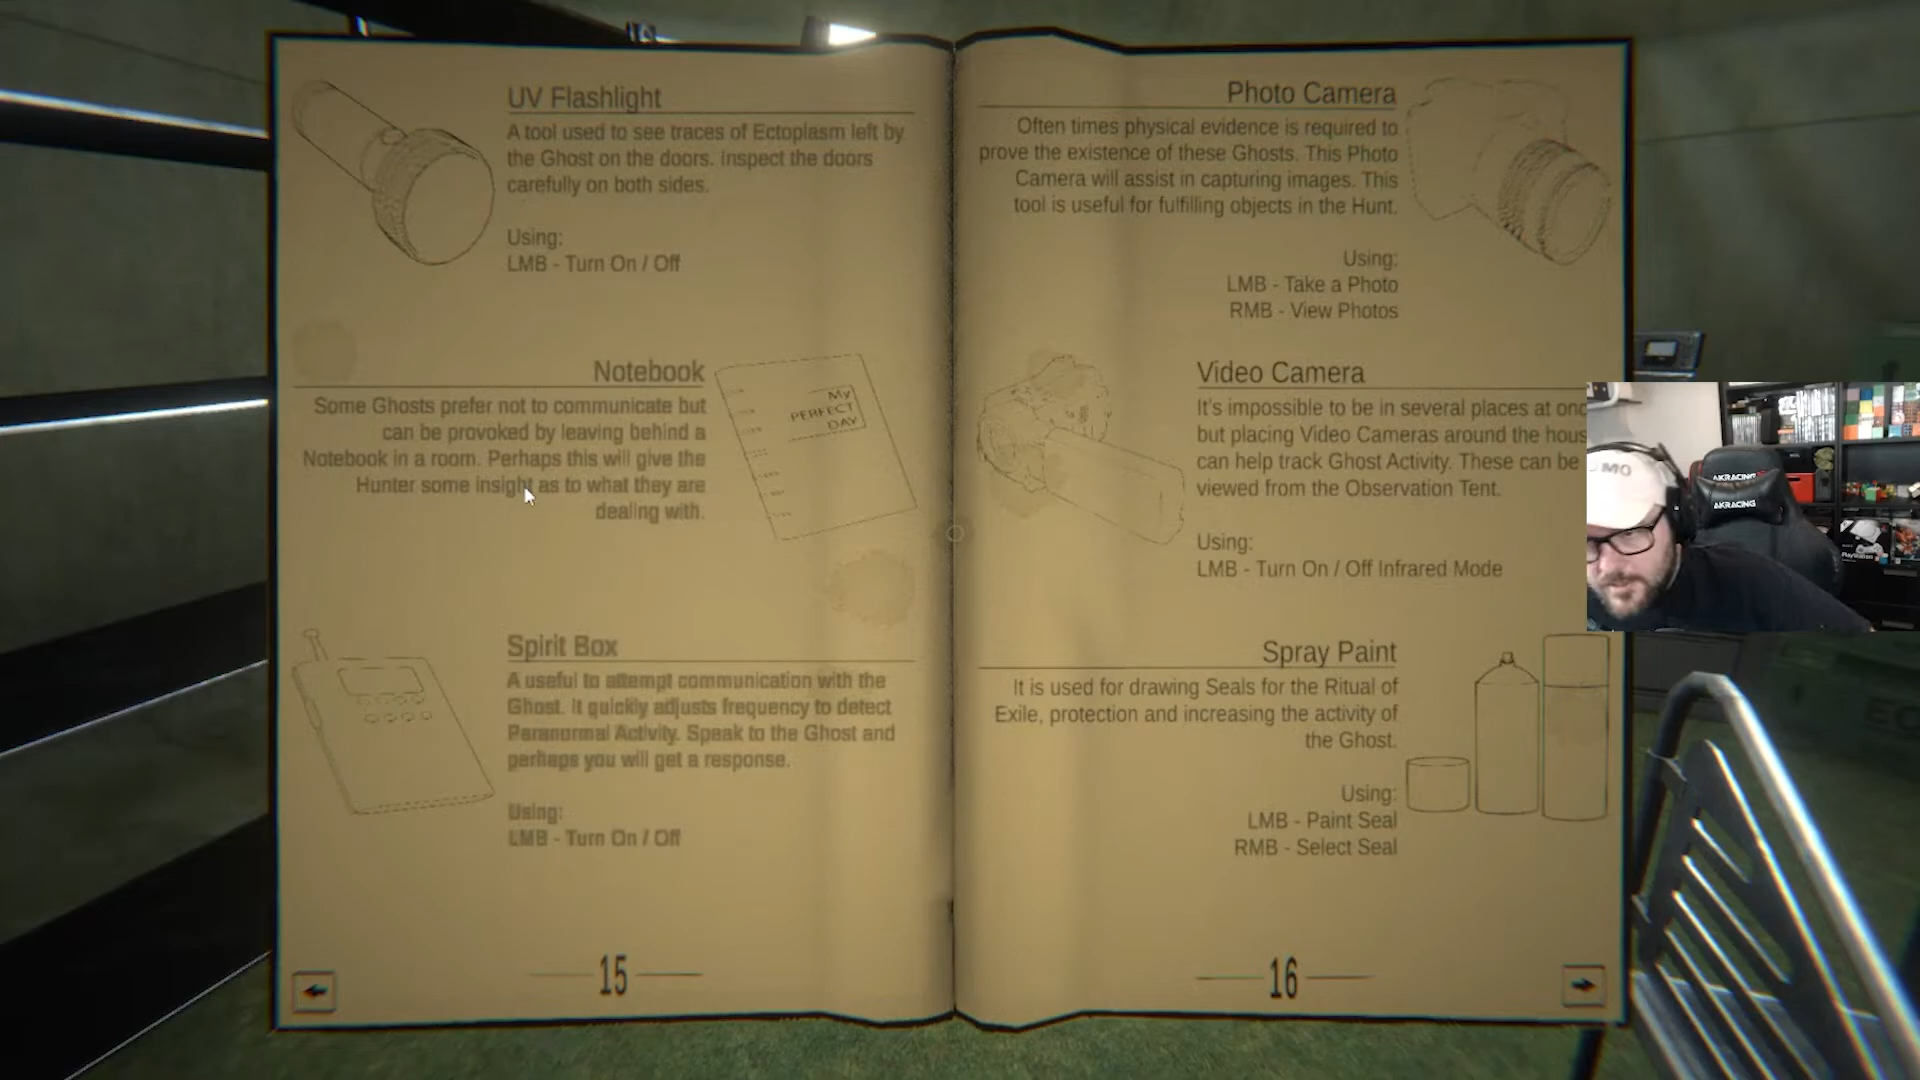 UV Flashlight
A tool used to see traces of Ectoplasm left by
the Ghost on the doors. Inspect the doors
carefully on both sides.
Using:
LMB - Turn On / Off
Notebook
Some Ghosts prefer not to communicate but
can be provoked by leaving behind a
Notebook in a room. Perhaps this will give the
Hunter some insight as to what they are
dealing with.
My
PERFECT
DAY
Spirit Box
A useful to attempt communication with the
Ghost. It quickly adjusts frequency to detect
Paranormal Activity. Speak to the Ghost and
perhaps you will get a response.
Using:
LMB - Turn On / Off
15
Photo Camera
Often times physical evidence is required to
prove the existence of these Ghosts. This Photo
Camera will assist in capturing images. This
tool is useful for fulfilling objects in the Hunt.
Using:
LMB - Take a Photo
RMB - View Photos
Video Camera
It's impossible to be in several places at
but placing Video Cameras around the
can help track Ghost Activity. These can be
viewed from the Observation Tent.
Using:
LMB - Turn On / Off Infrared Mode
Spray Paint
It is used for drawing Seals for the Ritual of
Exile, protection and increasing the activity of
the Ghost.
Using:
LMB - Paint Seal
RMB - Select Seal
16
AKRACING
AKRACING